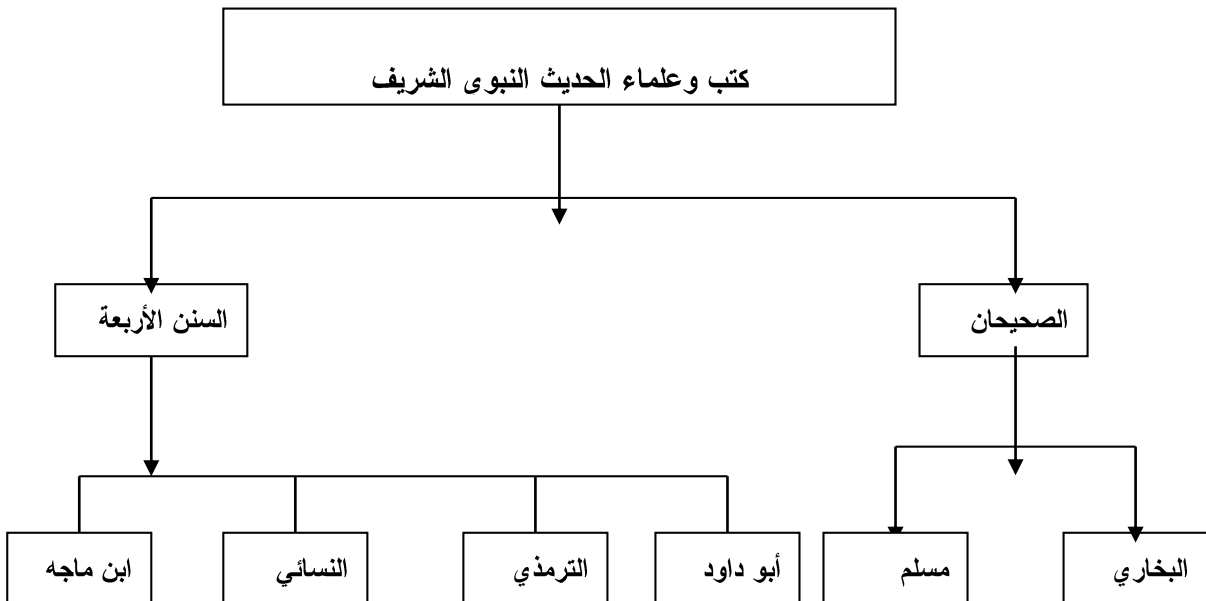 كتب وعلماء الحديث النبوى الشريف
الصحيحان
السنن الأربعة
البخاري
مسلم
أبو داود
الترمذي
النسائي
ابن ماجه